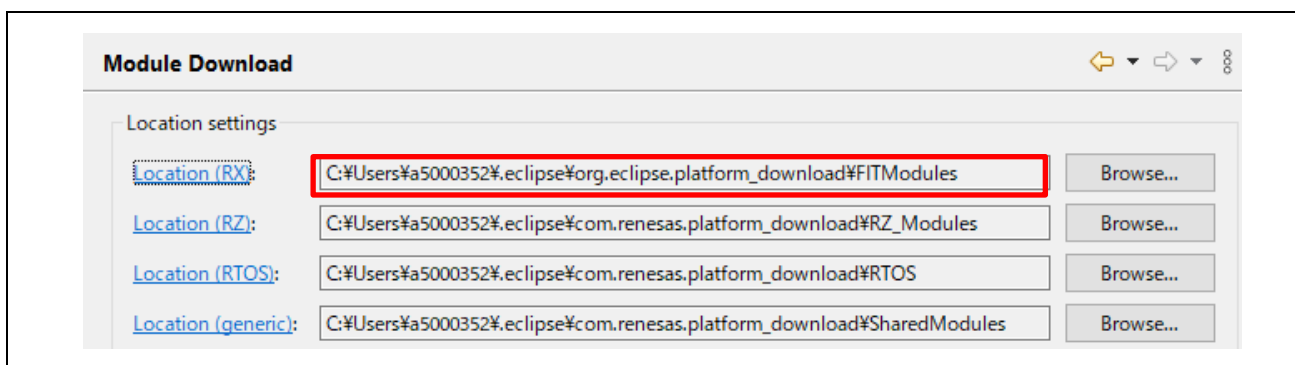 Module Download
Location settings
Location (RX): C:¥Users¥a5000352¥.eclipse¥org.eclipse.platform_download¥FITModules Browse...
Location (RZ): C:¥Users¥a5000352¥.eclipse¥com.renesas.platform_download¥RZ_Modules Browse...
Location (RTOS): C:¥Users¥a5000352¥.eclipse¥com.renesas.platform_download¥RTOS Browse...
Location (generic): C:¥Users¥a5000352¥.eclipse¥com.renesas.platform_download¥SharedModules Browse...